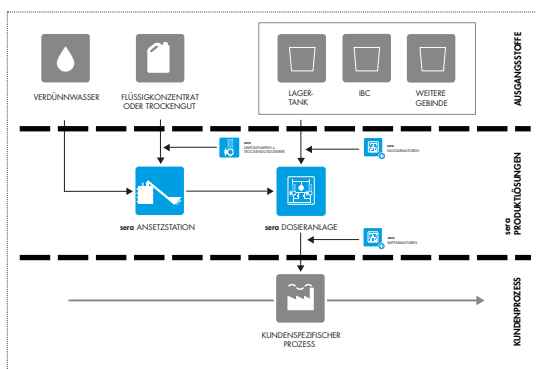 VERDÜNNWASSER
FLÜSSIGKONZENTRAT
ODER TROCKENGUT
LAGER-
TANK
IBC
WEITERE
GEBINDE
AUSGANGSSTOFFE
sera
sera
SAUGARMATUREN
sera ANSETZSTATION
sera DOSIERANLAGE
sera
PRODUKTLÖSUNGEN
sera
KUNDENSPEZIFISCHER
PROZESS
KUNDENPROZESS